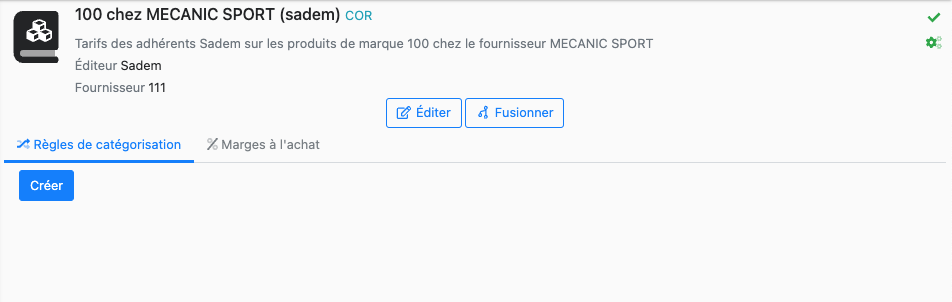 100 chez MECANIC SPORT (sadem) COR
Tarifs des adhérents Sadem sur les produits de marque 100 chez le fournisseur MECANIC SPORT
Éditeur Sadem
Fournisseur 111
Éditer Fusionner
Règles de catégorisation Marges à l'achat
Créer